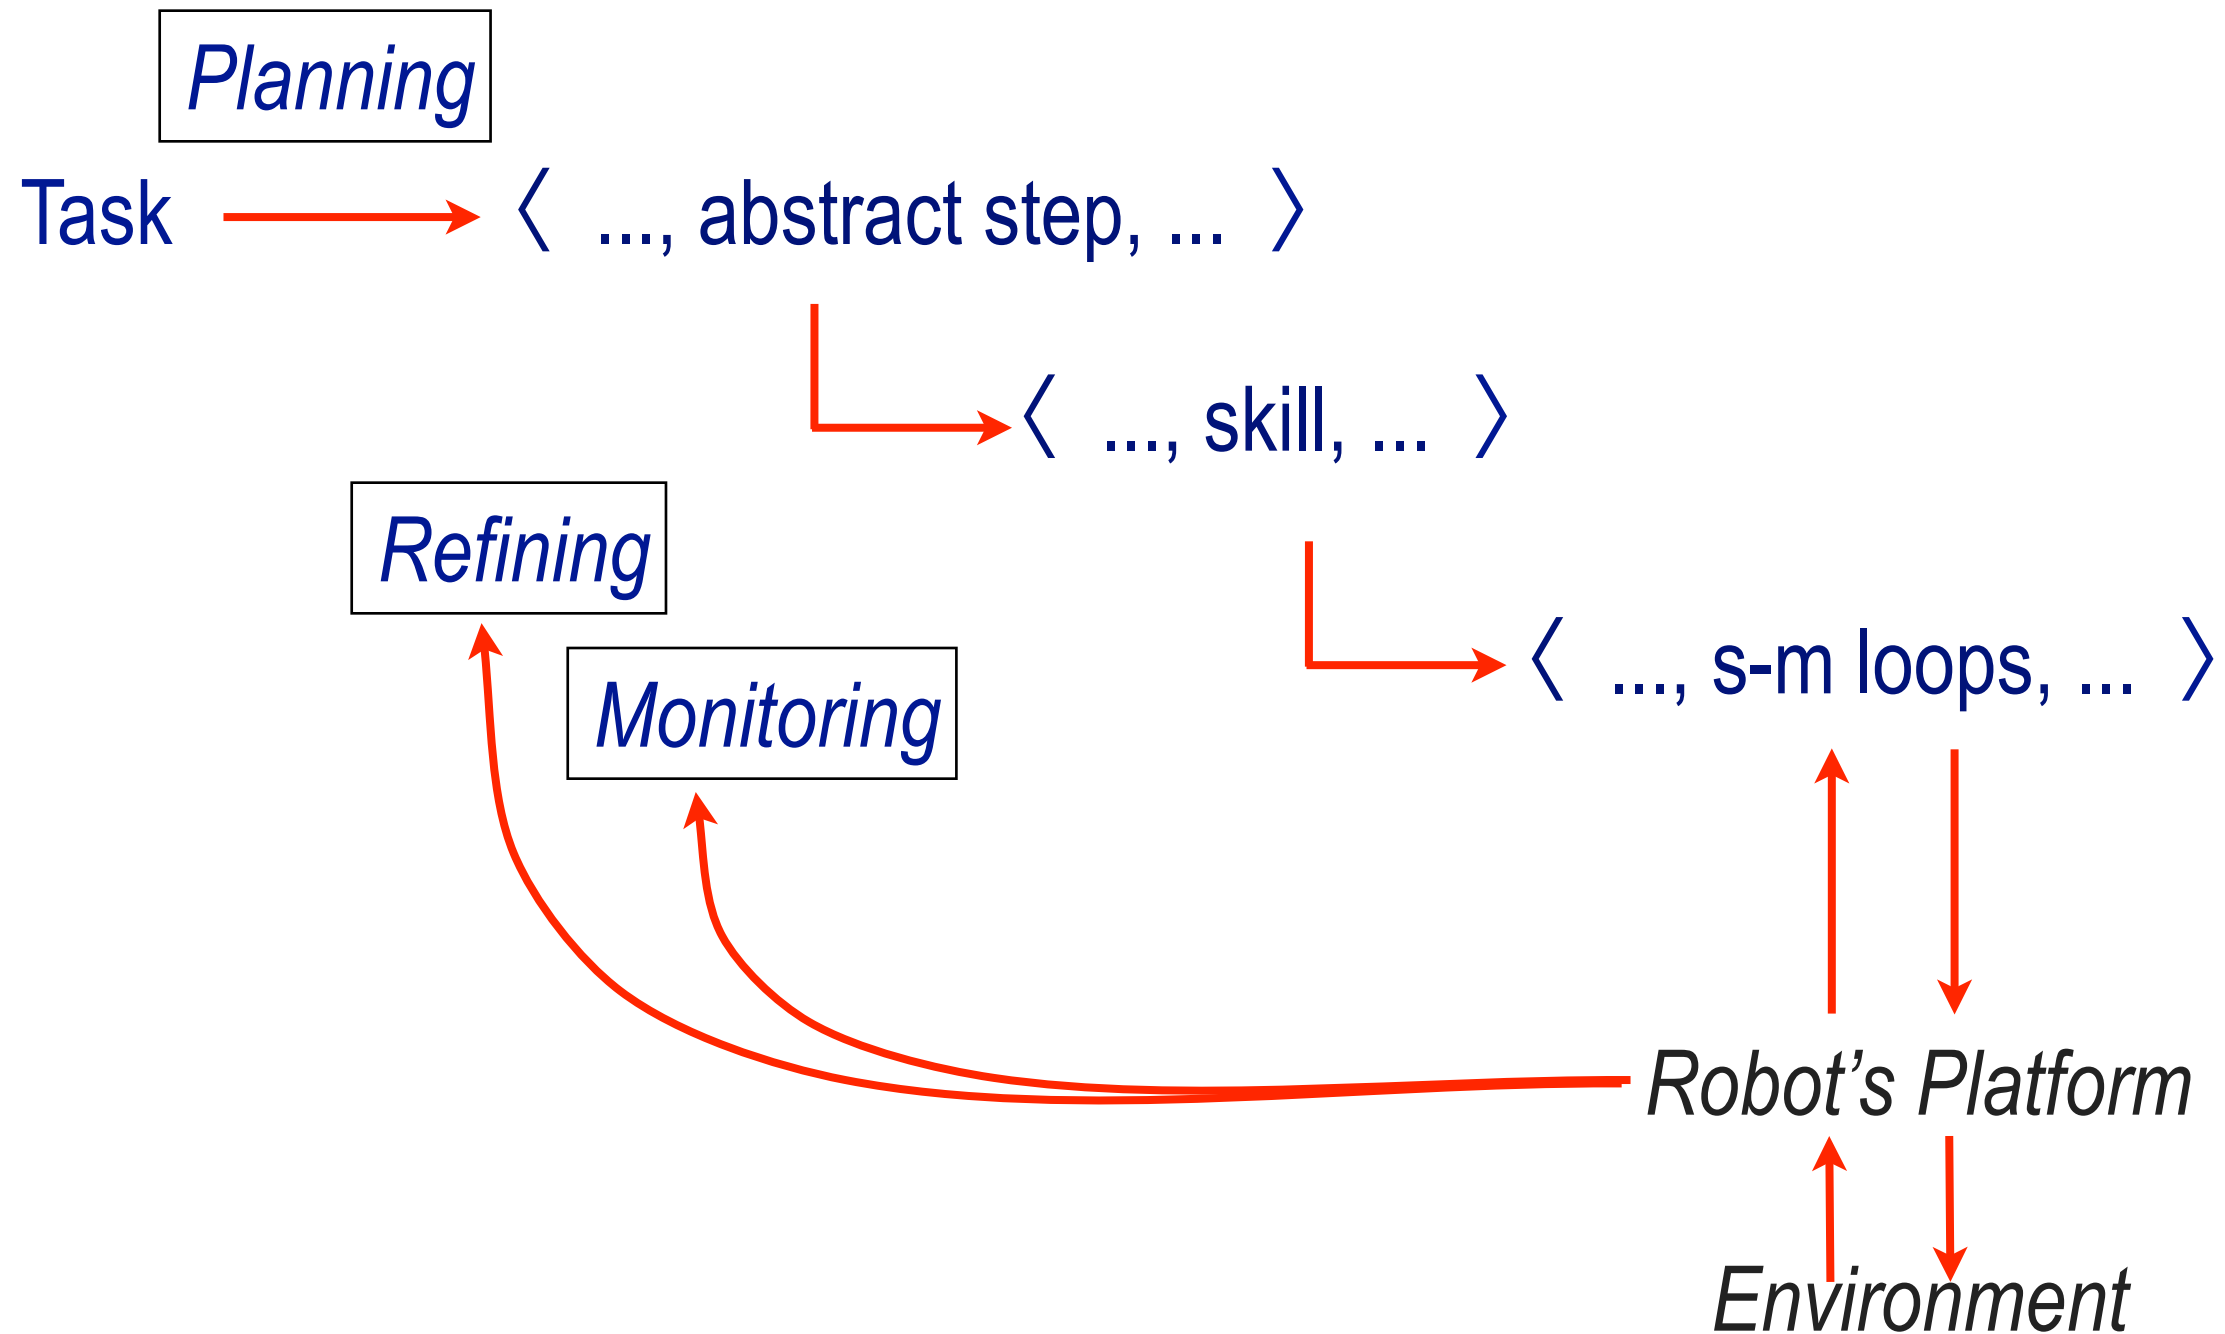 Planning
Task
〈 ..., abstract step, ... 〉
〈 ..., skill, ... 〉
Refining
〈 ..., s-m loops, ... 〉
Monitoring
Robot’s Platform
Environment